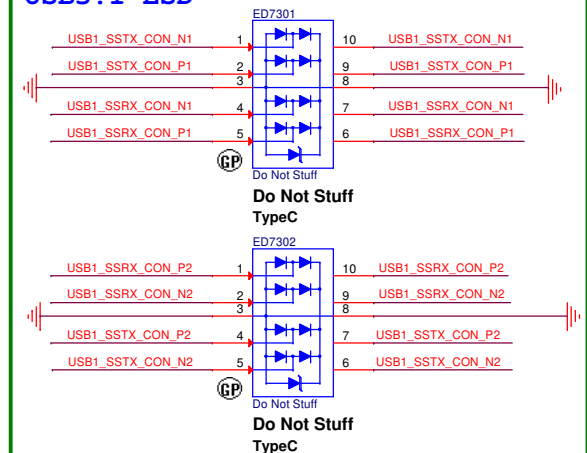 USB3.1 ESD
ED7301
USB1_SSTX_CON_N1 1 10 USB1_SSTX_CON_N1
USB1_SSTX_CON_P1 2 9 USB1_SSTX_CON_P1
3 8
USB1_SSRX_CON_N1 4 7 USB1_SSRX_CON_N1
USB1_SSRX_CON_P1 5 6 USB1_SSRX_CON_P1
GP
Do Not Stuff
Do Not Stuff
TypeC
ED7302
USB1_SSRX_CON_P2 1 10 USB1_SSRX_CON_P2
USB1_SSRX_CON_N2 2 9 USB1_SSRX_CON_N2
3 8
USB1_SSTX_CON_P2 4 7 USB1_SSTX_CON_P2
USB1_SSTX_CON_N2 5 6 USB1_SSTX_CON_N2
GP
Do Not Stuff
Do Not Stuff
TypeC